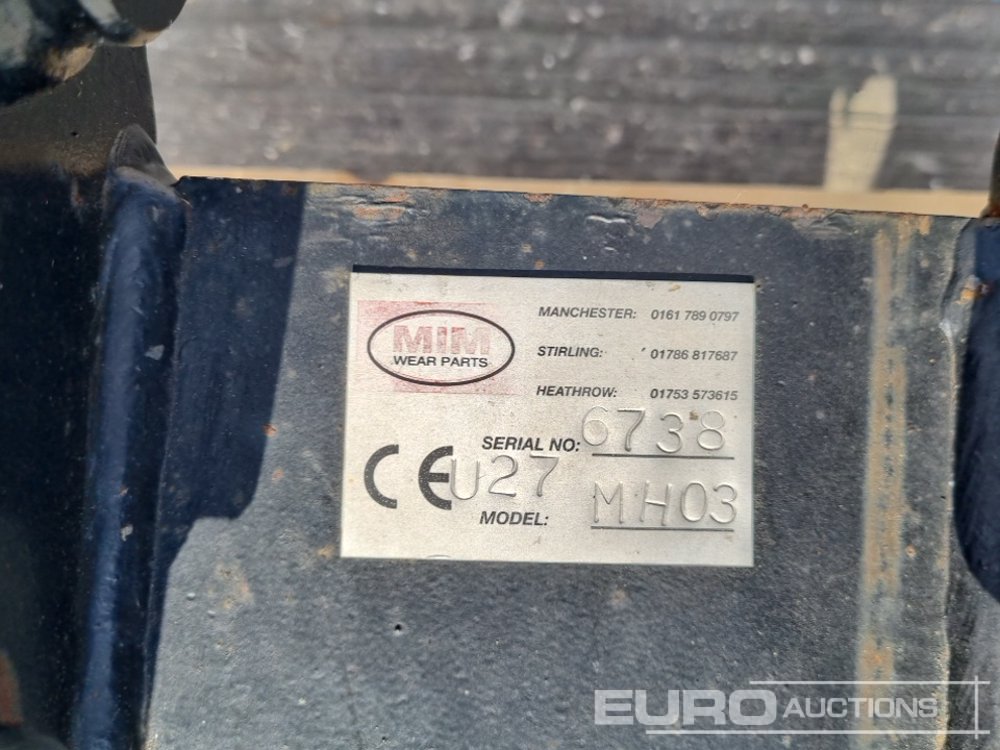 MIM
WEAR PARTS
MANCHESTER: 0161 789 0797
STIRLING: 01786 817687
HEATHROW: 01753 573615
SERIAL NO: 6738
CE U27
MODEL: MH03
EURO AUCTIONS